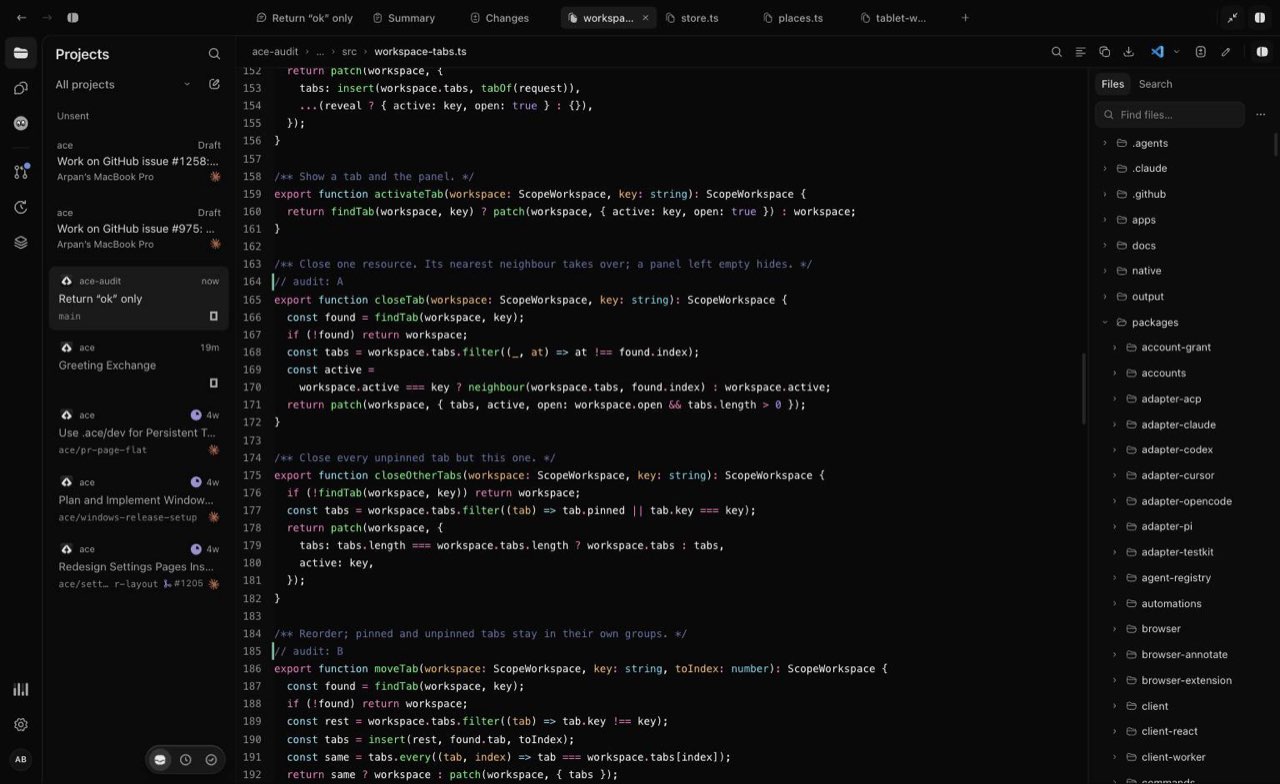 Return “ok” only
Summary
Changes
workspa...
store.ts
places.ts
tablet-w...
Projects
All projects
Unsent
ace
Draft
Work on GitHub issue #1258:...
Arpan's MacBook Pro
ace
Draft
Work on GitHub issue #975: ...
Arpan's MacBook Pro
ace-audit
now
Return “ok” only
main
ace
19m
Greeting Exchange
ace
4w
Use .ace/dev for Persistent T...
ace/pr-page-flat
ace
4w
Plan and Implement Window...
ace/windows-release-setup
ace
4w
Redesign Settings Pages Ins...
ace/sett… r-layout #1205
AB
ace-audit › ... › src › workspace-tabs.ts
152 return patch(workspace, {
153 tabs: insert(workspace.tabs, tabOf(request)),
154 ...(reveal ? { active: key, open: true } : {}),
155 });
156 }
157
158 /** Show a tab and the panel. */
159 export function activateTab(workspace: ScopeWorkspace, key: string): ScopeWorkspace {
160 return findTab(workspace, key) ? patch(workspace, { active: key, open: true }) : workspace;
161 }
162
163 /** Close one resource. Its nearest neighbour takes over; a panel left empty hides. */
164 // audit: A
165 export function closeTab(workspace: ScopeWorkspace, key: string): ScopeWorkspace {
166 const found = findTab(workspace, key);
167 if (!found) return workspace;
168 const tabs = workspace.tabs.filter((_, at) => at !== found.index);
169 const active =
170 workspace.active === key ? neighbour(workspace.tabs, found.index) : workspace.active;
171 return patch(workspace, { tabs, active, open: workspace.open && tabs.length > 0 });
172 }
173
174 /** Close every unpinned tab but this one. */
175 export function closeOtherTabs(workspace: ScopeWorkspace, key: string): ScopeWorkspace {
176 if (!findTab(workspace, key)) return workspace;
177 const tabs = workspace.tabs.filter((tab) => tab.pinned || tab.key === key);
178 return patch(workspace, {
179 tabs: tabs.length === workspace.tabs.length ? workspace.tabs : tabs,
180 active: key,
181 });
182 }
183
184 /** Reorder; pinned and unpinned tabs stay in their own groups. */
185 // audit: B
186 export function moveTab(workspace: ScopeWorkspace, key: string, toIndex: number): ScopeWorkspace {
187 const found = findTab(workspace, key);
188 if (!found) return workspace;
189 const rest = workspace.tabs.filter((tab) => tab.key !== key);
190 const tabs = insert(rest, found.tab, toIndex);
191 const same = tabs.every((tab, index) => tab === workspace.tabs[index]);
192 return same ? workspace : patch(workspace, { tabs });
Files
Search
Find files...
.agents
.claude
.github
apps
docs
native
output
packages
account-grant
accounts
adapter-acp
adapter-claude
adapter-codex
adapter-cursor
adapter-opencode
adapter-pi
adapter-testkit
agent-registry
automations
browser
browser-annotate
browser-extension
client
client-react
client-worker
commands